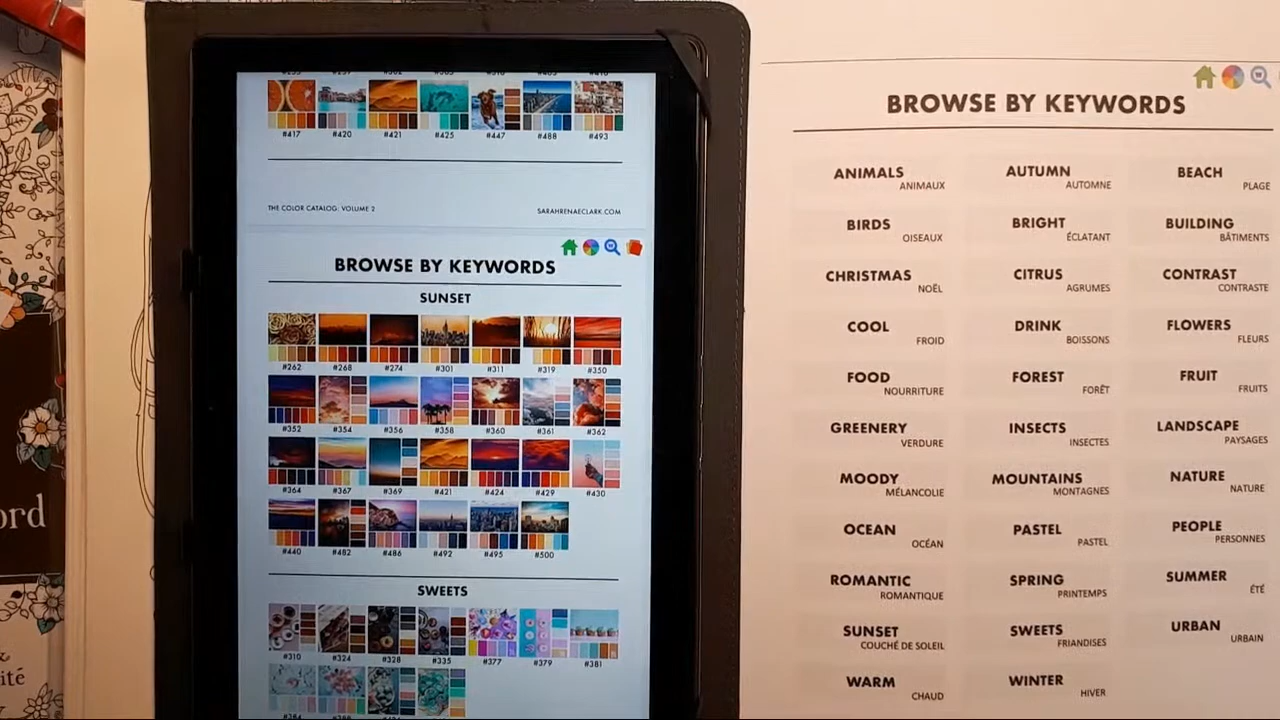 #417 #420 #421 #425 #447 #488 #493
THE COLOR CATALOG: VOLUME 2 SARAHRENAECLARK.COM
BROWSE BY KEYWORDS
SUNSET
#262 #268 #274 #301 #311 #319 #350
#352 #354 #356 #358 #360 #361 #362
#364 #367 #369 #421 #424 #429 #430
#440 #482 #486 #492 #495 #500
SWEETS
#310 #324 #328 #335 #377 #379 #381
ord
&
ité
BROWSE BY KEYWORDS
ANIMALS AUTUMN BEACH
ANIMAUX AUTOMNE PLAGE
BIRDS BRIGHT BUILDING
OISEAUX ÉCLATANT BÂTIMENTS
CHRISTMAS CITRUS CONTRAST
NOËL AGRUMES CONTRASTE
COOL DRINK FLOWERS
FROID BOISSONS FLEURS
FOOD FOREST FRUIT
NOURRITURE FORÊT FRUITS
GREENERY INSECTS LANDSCAPE
VERDURE INSECTES PAYSAGES
MOODY MOUNTAINS NATURE
MÉLANCOLIE MONTAGNES NATURE
OCEAN PASTEL PEOPLE
OCÉAN PASTEL PERSONNES
ROMANTIC SPRING SUMMER
ROMANTIQUE PRINTEMPS ÉTÉ
SUNSET SWEETS URBAN
COUCHÉ DE SOLEIL FRIANDISES URBAIN
WARM WINTER
CHAUD HIVER